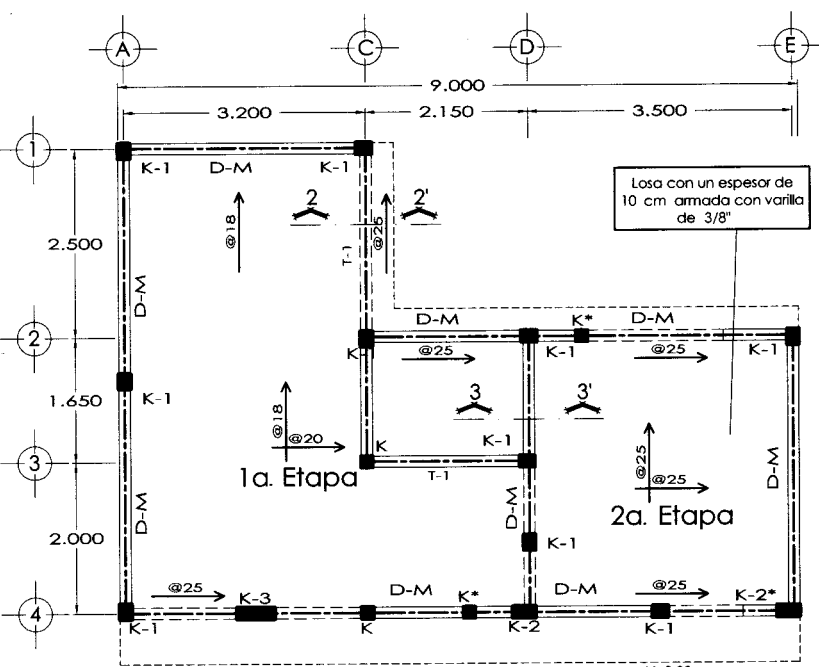 A
C
D
E
9.000
3.200
2.150
3.500
1
K-1
D-M
K-1
Losa con un espesor de
10 cm armada con varilla
de 3/8"
2
2'
@18
@25
T-1
2.500
D-M
D-M
K*
D-M
2
@25
K-1
@25
K-1
1.650
K-1
@18
@20
3
3'
K
K-1
@25
@25
D-M
3
1a. Etapa
T-1
2a. Etapa
D-M
D-M
2.000
K-1
@25
K-3
D-M
K*
D-M
@25
K-2*
4
K-1
K
K-2
K-1